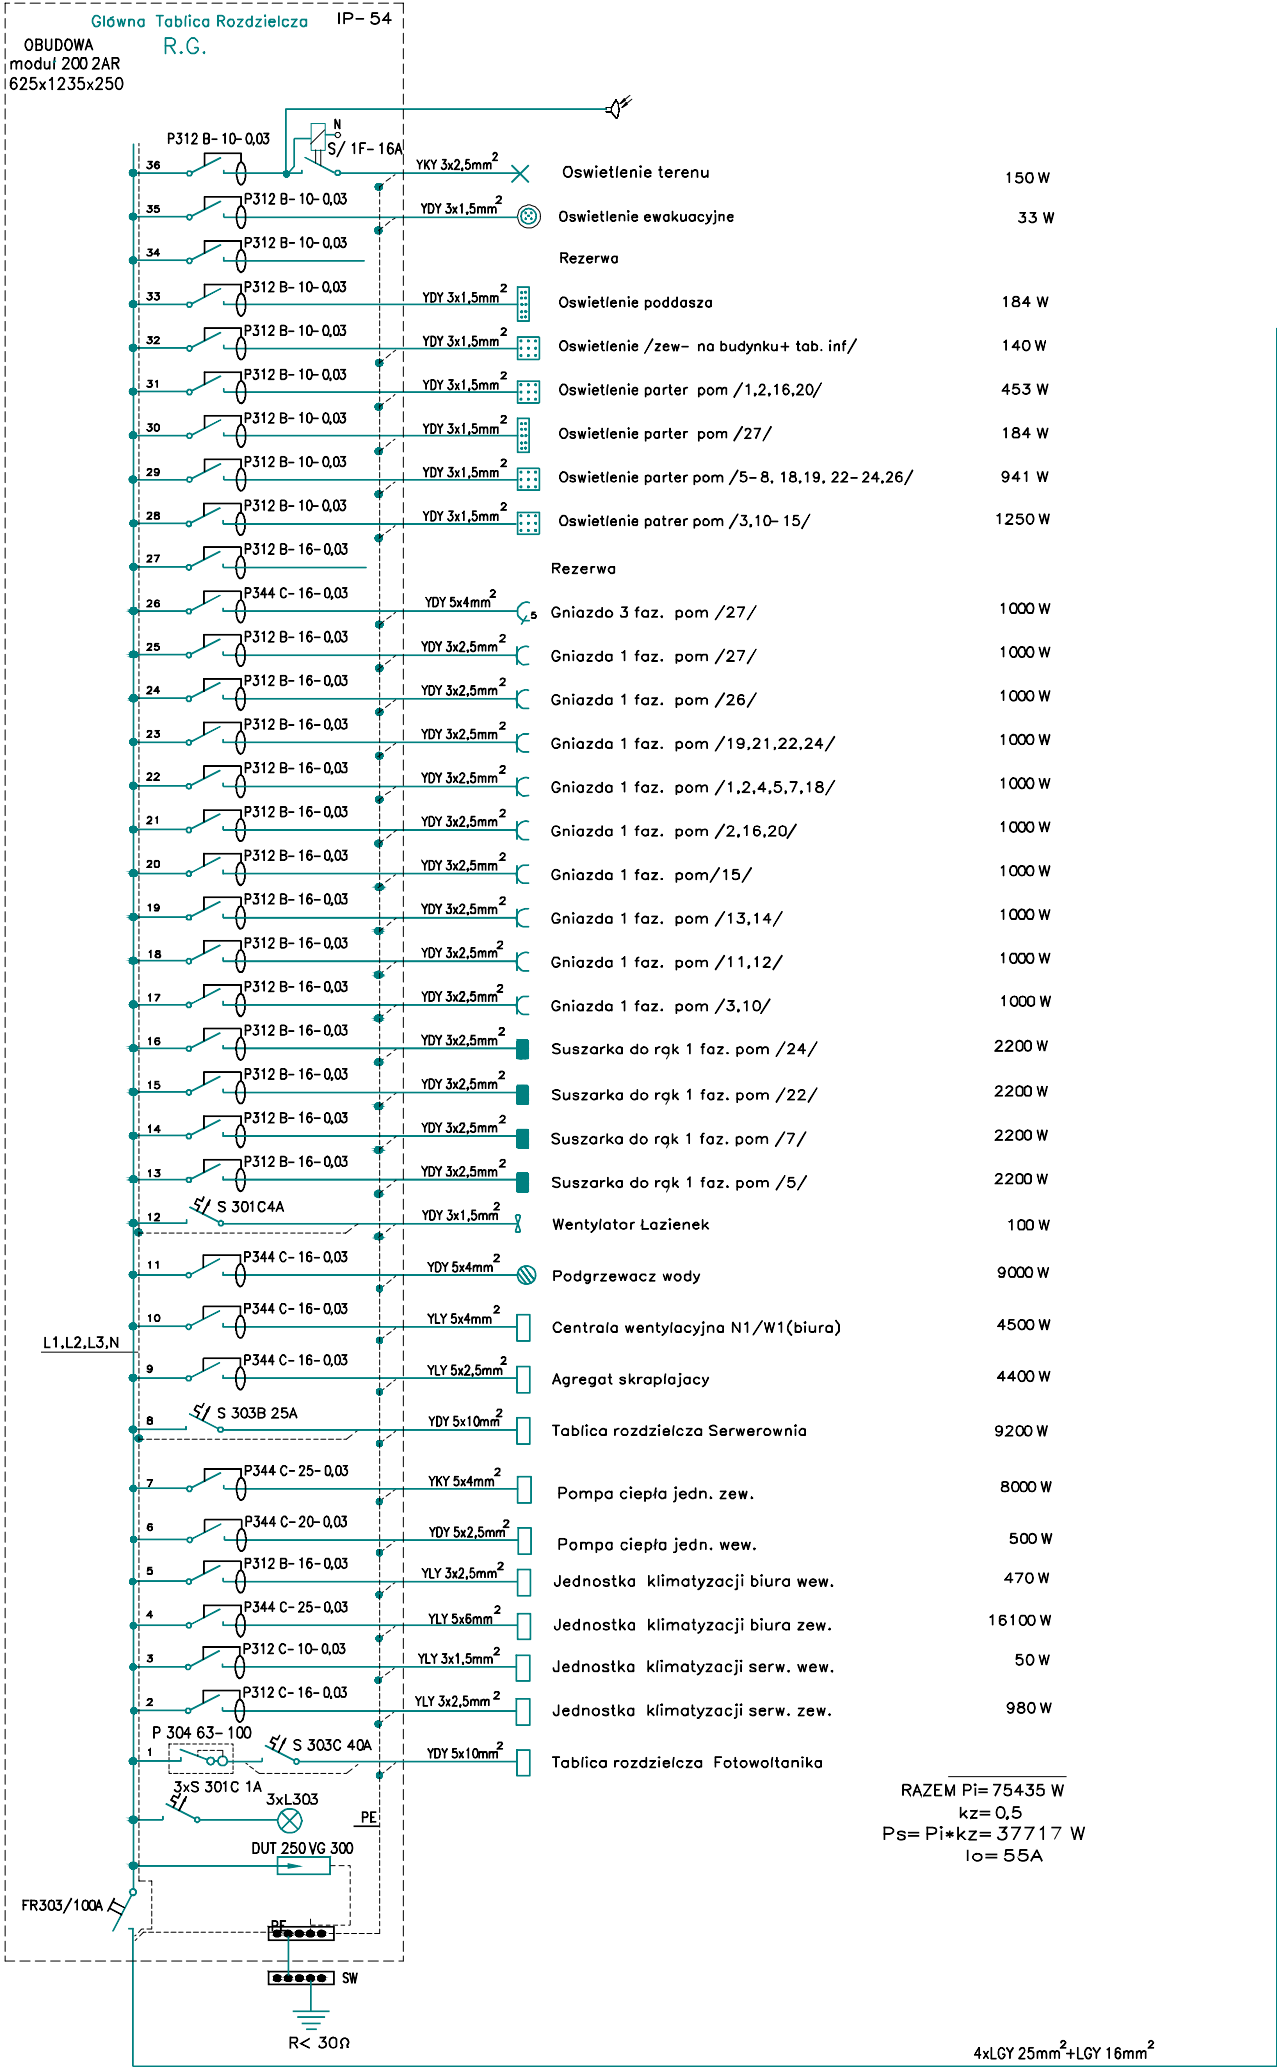 Główna Tablica Rozdzielcza IP-54
R.G.
OBUDOWA
moduł 200 2AR
625x1235x250
P312 B-10-0,03
N
S/ 1F-16A
36 YKY 3x2,5mm² Oswietlenie terenu 150 W
35 P312 B-10-0,03 YDY 3x1,5mm² Oswietlenie ewakuacyjne 33 W
34 P312 B-10-0,03 Rezerwa
33 P312 B-10-0,03 YDY 3x1,5mm² Oswietlenie poddasza 184 W
32 P312 B-10-0,03 YDY 3x1,5mm² Oswietlenie /zew- na budynku+ tab. inf/ 140 W
31 P312 B-10-0,03 YDY 3x1,5mm² Oswietlenie parter pom /1,2,16,20/ 453 W
30 P312 B-10-0,03 YDY 3x1,5mm² Oswietlenie parter pom /27/ 184 W
29 P312 B-10-0,03 YDY 3x1,5mm² Oswietlenie parter pom /5-8, 18,19, 22-24,26/ 941 W
28 P312 B-10-0,03 YDY 3x1,5mm² Oswietlenie patrer pom /3,10-15/ 1250 W
27 P312 B-16-0,03 Rezerwa
26 P344 C-16-0,03 YDY 5x4mm² 5 Gniazdo 3 faz. pom /27/ 1000 W
25 P312 B-16-0,03 YDY 3x2,5mm² Gniazda 1 faz. pom /27/ 1000 W
24 P312 B-16-0,03 YDY 3x2,5mm² Gniazda 1 faz. pom /26/ 1000 W
23 P312 B-16-0,03 YDY 3x2,5mm² Gniazda 1 faz. pom /19,21,22,24/ 1000 W
22 P312 B-16-0,03 YDY 3x2,5mm² Gniazda 1 faz. pom /1,2,4,5,7,18/ 1000 W
21 P312 B-16-0,03 YDY 3x2,5mm² Gniazda 1 faz. pom /2,16,20/ 1000 W
20 P312 B-16-0,03 YDY 3x2,5mm² Gniazda 1 faz. pom/15/ 1000 W
19 P312 B-16-0,03 YDY 3x2,5mm² Gniazda 1 faz. pom /13,14/ 1000 W
18 P312 B-16-0,03 YDY 3x2,5mm² Gniazda 1 faz. pom /11,12/ 1000 W
17 P312 B-16-0,03 YDY 3x2,5mm² Gniazda 1 faz. pom /3,10/ 1000 W
16 P312 B-16-0,03 YDY 3x2,5mm² Suszarka do rąk 1 faz. pom /24/ 2200 W
15 P312 B-16-0,03 YDY 3x2,5mm² Suszarka do rąk 1 faz. pom /22/ 2200 W
14 P312 B-16-0,03 YDY 3x2,5mm² Suszarka do rąk 1 faz. pom /7/ 2200 W
13 P312 B-16-0,03 YDY 3x2,5mm² Suszarka do rąk 1 faz. pom /5/ 2200 W
12 S 301C4A YDY 3x1,5mm² Wentylator Łazienek 100 W
11 P344 C-16-0,03 YDY 5x4mm² Podgrzewacz wody 9000 W
10 P344 C-16-0,03 YLY 5x4mm² Centrala wentylacyjna N1/W1(biura) 4500 W
L1,L2,L3,N
9 P344 C-16-0,03 YLY 5x2,5mm² Agregat skraplajacy 4400 W
8 S 303B 25A YDY 5x10mm² Tablica rozdzielcza Serwerownia 9200 W
7 P344 C-25-0,03 YKY 5x4mm² Pompa ciepła jedn. zew. 8000 W
6 P344 C-20-0,03 YDY 5x2,5mm² Pompa ciepła jedn. wew. 500 W
5 P312 B-16-0,03 YLY 3x2,5mm² Jednostka klimatyzacji biura wew. 470 W
4 P344 C-25-0,03 YLY 5x6mm² Jednostka klimatyzacji biura zew. 16100 W
3 P312 C-10-0,03 YLY 3x1,5mm² Jednostka klimatyzacji serw. wew. 50 W
2 P312 C-16-0,03 YLY 3x2,5mm² Jednostka klimatyzacji serw. zew. 980 W
P 304 63-100
1 S 303C 40A YDY 5x10mm² Tablica rozdzielcza Fotowoltanika
RAZEM Pi=75435 W
kz=0,5
Ps=Pi*kz=37717 W
Io=55A
3xS 301C 1A
3xL303
PE
DUT 250 VG 300
FR303/100A
PE
SW
R< 30Ω
4xLGY 25mm²+LGY 16mm²